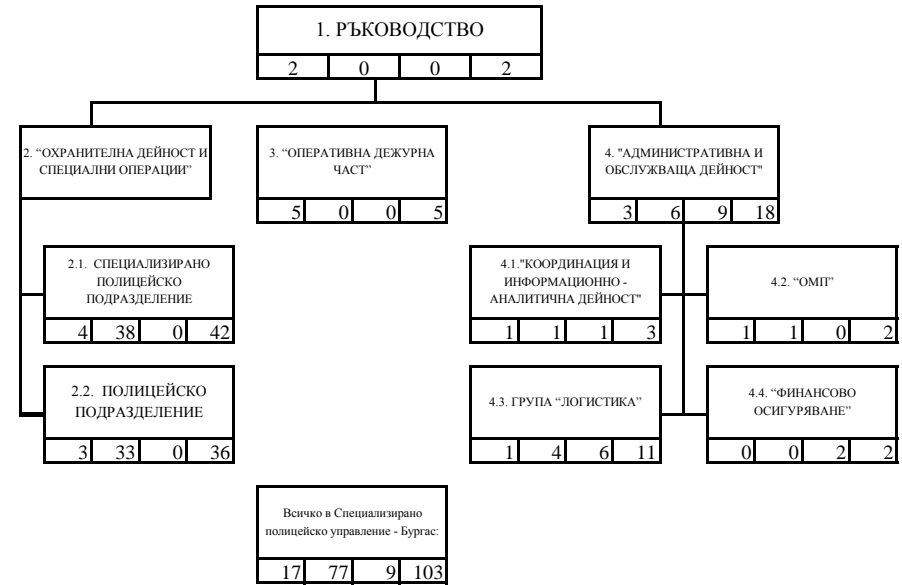 1. РЪКОВОДСТВО
2 0 0 2
2. “ОХРАНИТЕЛНА ДЕЙНОСТ И
СПЕЦИАЛНИ ОПЕРАЦИИ”
3. “ОПЕРАТИВНА ДЕЖУРНА
ЧАСТ”
5 0 0 5
4. "АДМИНИСТРАТИВНА И
ОБСЛУЖВАЩА ДЕЙНОСТ"
3 6 9 18
2.1. СПЕЦИАЛИЗИРАНО
ПОЛИЦЕЙСКО
ПОДРАЗДЕЛЕНИЕ
4 38 0 42
4.1."КООРДИНАЦИЯ И
ИНФОРМАЦИОННО -
АНАЛИТИЧНА ДЕЙНОСТ"
1 1 1 3
4.2. “ОМП”
1 1 0 2
2.2. ПОЛИЦЕЙСКО
ПОДРАЗДЕЛЕНИЕ
3 33 0 36
4.3. ГРУПА “ЛОГИСТИКА”
1 4 6 11
4.4. “ФИНАНСОВО
ОСИГУРЯВАНЕ”
0 0 2 2
Всичко в Специализирано
полицейско управление - Бургас:
17 77 9 103